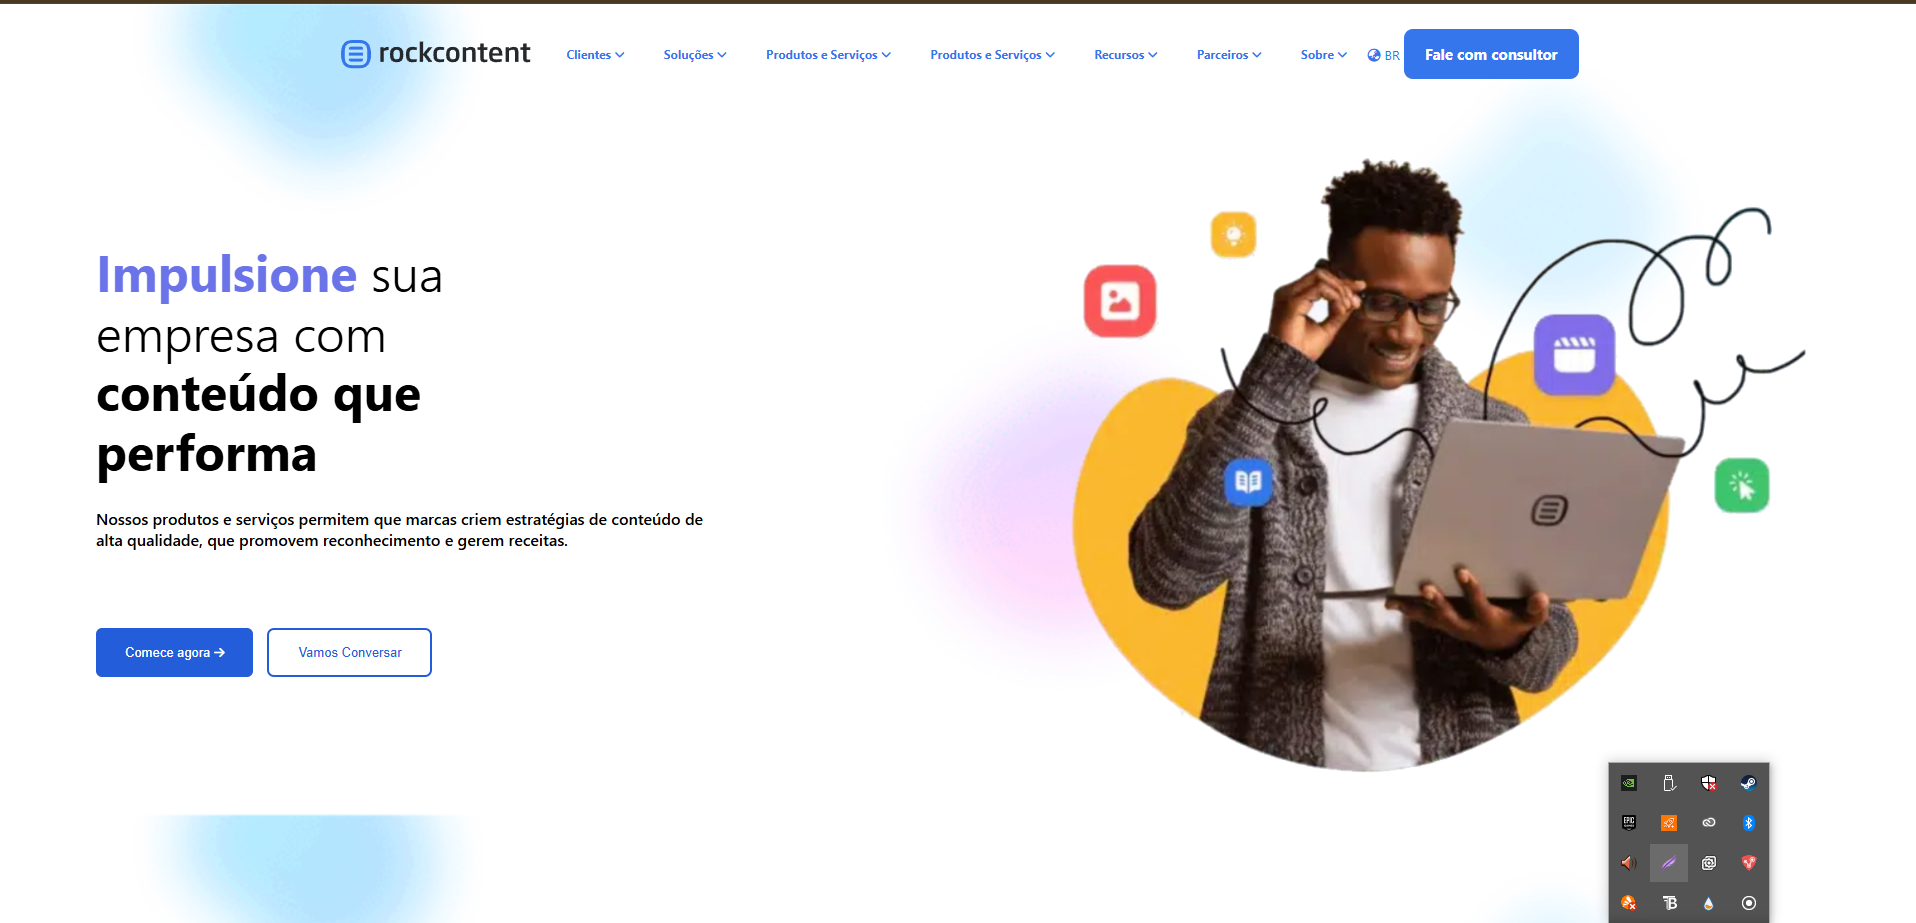 rockcontent
Clientes
Soluções
Produtos e Serviços
Produtos e Serviços
Recursos
Parceiros
Sobre
BR
Fale com consultor
Impulsione sua
empresa com
conteúdo que
performa
Nossos produtos e serviços permitem que marcas criem estratégias de conteúdo de
alta qualidade, que promovem reconhecimento e gerem receitas.
Comece agora →
Vamos Conversar
EPIC